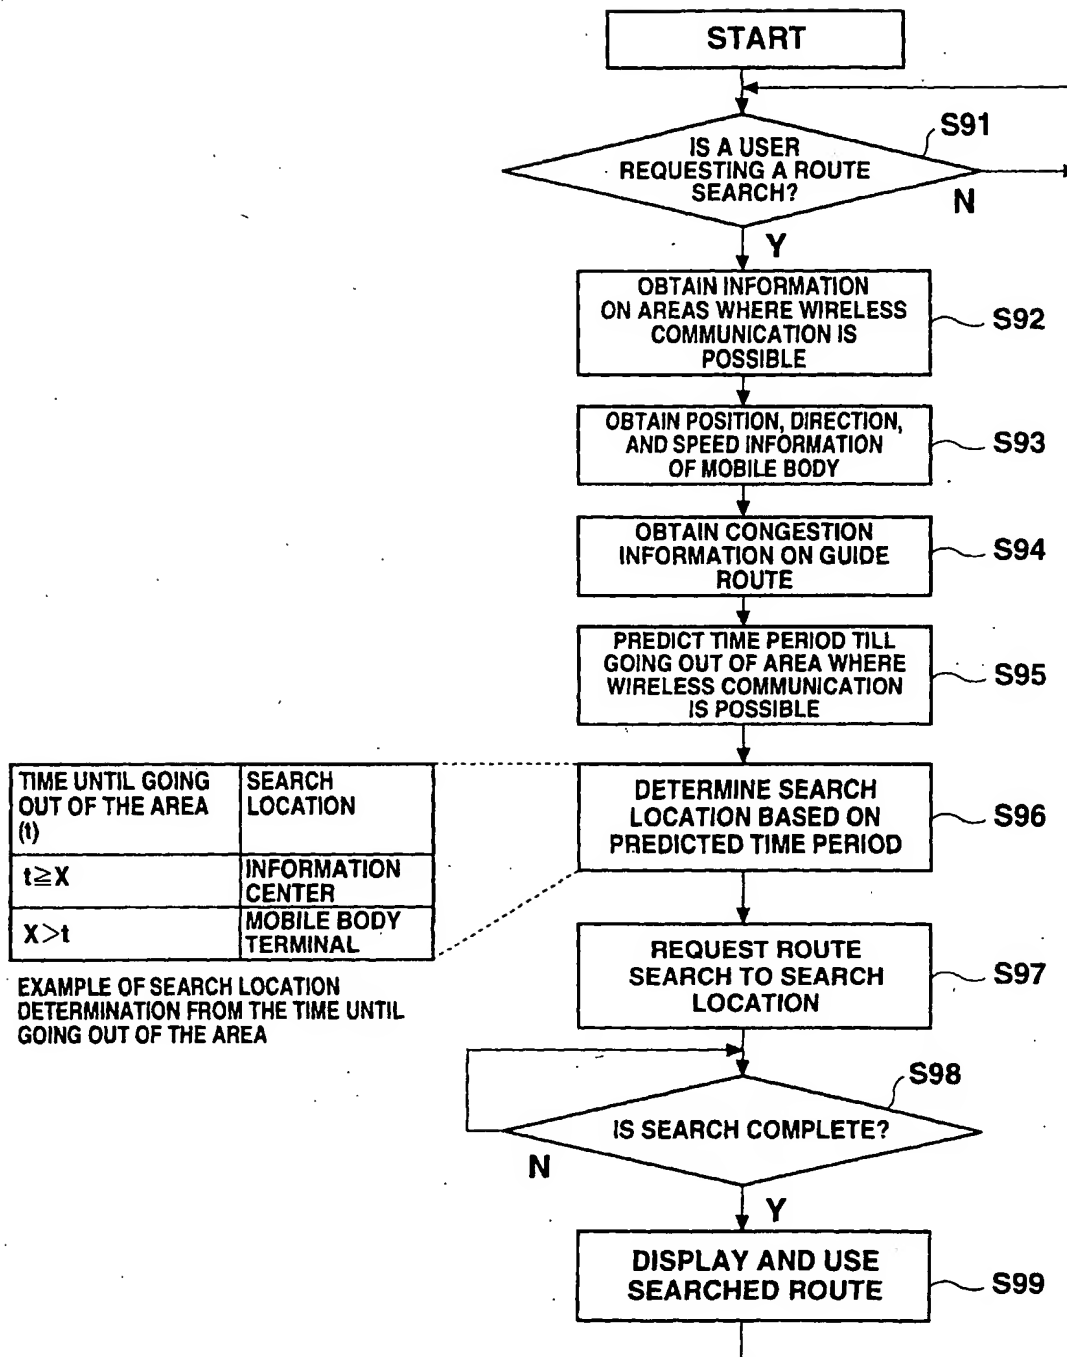 START
IS A USER
REQUESTING A ROUTE
SEARCH?
S91
N
Y
OBTAIN INFORMATION
ON AREAS WHERE WIRELESS
COMMUNICATION IS
POSSIBLE
S92
OBTAIN POSITION, DIRECTION,
AND SPEED INFORMATION
OF MOBILE BODY
S93
OBTAIN CONGESTION
INFORMATION ON GUIDE
ROUTE
S94
PREDICT TIME PERIOD TILL
GOING OUT OF AREA WHERE
WIRELESS COMMUNICATION
IS POSSIBLE
S95
DETERMINE SEARCH
LOCATION BASED ON
PREDICTED TIME PERIOD
S96
TIME UNTIL GOING
OUT OF THE AREA
(t)
SEARCH
LOCATION
t≧X
INFORMATION
CENTER
X>t
MOBILE BODY
TERMINAL
EXAMPLE OF SEARCH LOCATION
DETERMINATION FROM THE TIME UNTIL
GOING OUT OF THE AREA
REQUEST ROUTE
SEARCH TO SEARCH
LOCATION
S97
IS SEARCH COMPLETE?
S98
N
Y
DISPLAY AND USE
SEARCHED ROUTE
S99